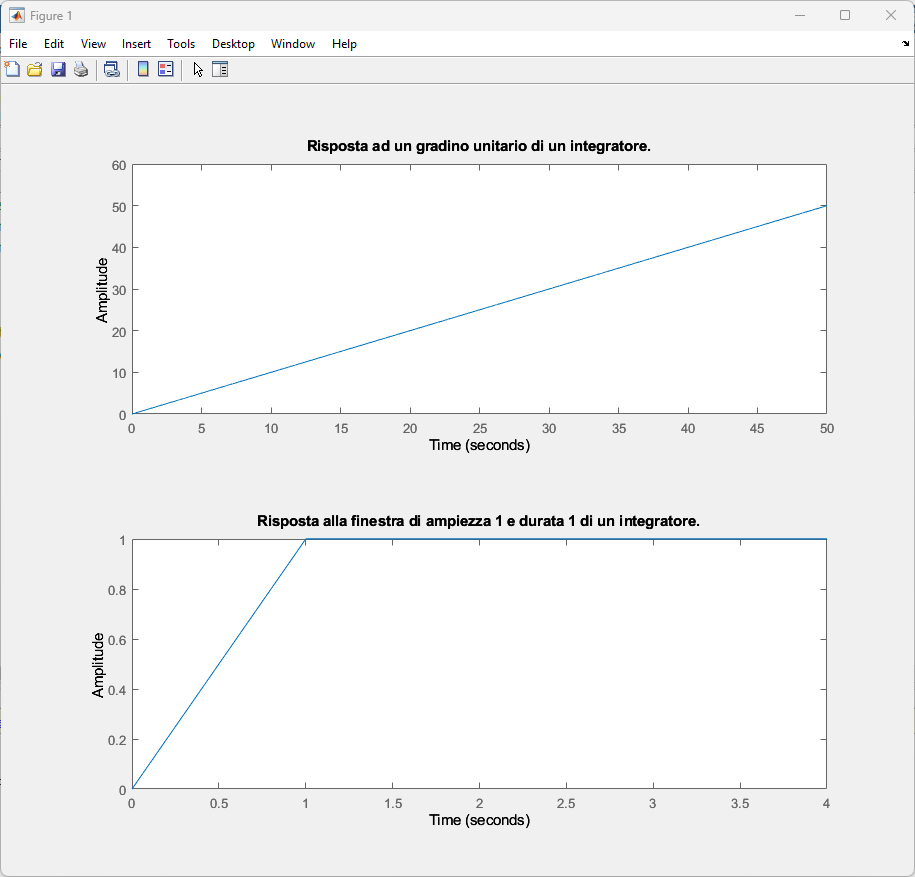 Figure 1
File Edit View Insert Tools Desktop Window Help
Risposta ad un gradino unitario di un integratore.
60
50
40
30
20
10
0
Amplitude
0 5 10 15 20 25 30 35 40 45 50
Time (seconds)
Risposta alla finestra di ampiezza 1 e durata 1 di un integratore.
1
0.8
0.6
0.4
0.2
0
Amplitude
0 0.5 1 1.5 2 2.5 3 3.5 4
Time (seconds)